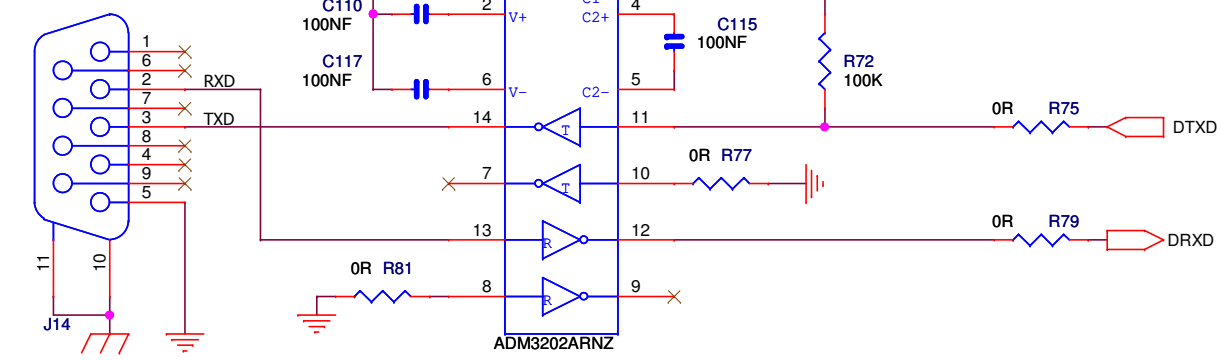 C110
100NF
2
V+
C1
C2+
4
C115
100NF
C117
100NF
6
V-
C2-
5
R72
100K
1
6
2
RXD
7
3
TXD
8
4
9
5
14
T
11
0R R75
DTXD
7
T
10
0R R77
13
R
12
0R R79
DRXD
0R R81
8
R
9
11
10
J14
ADM3202ARNZ